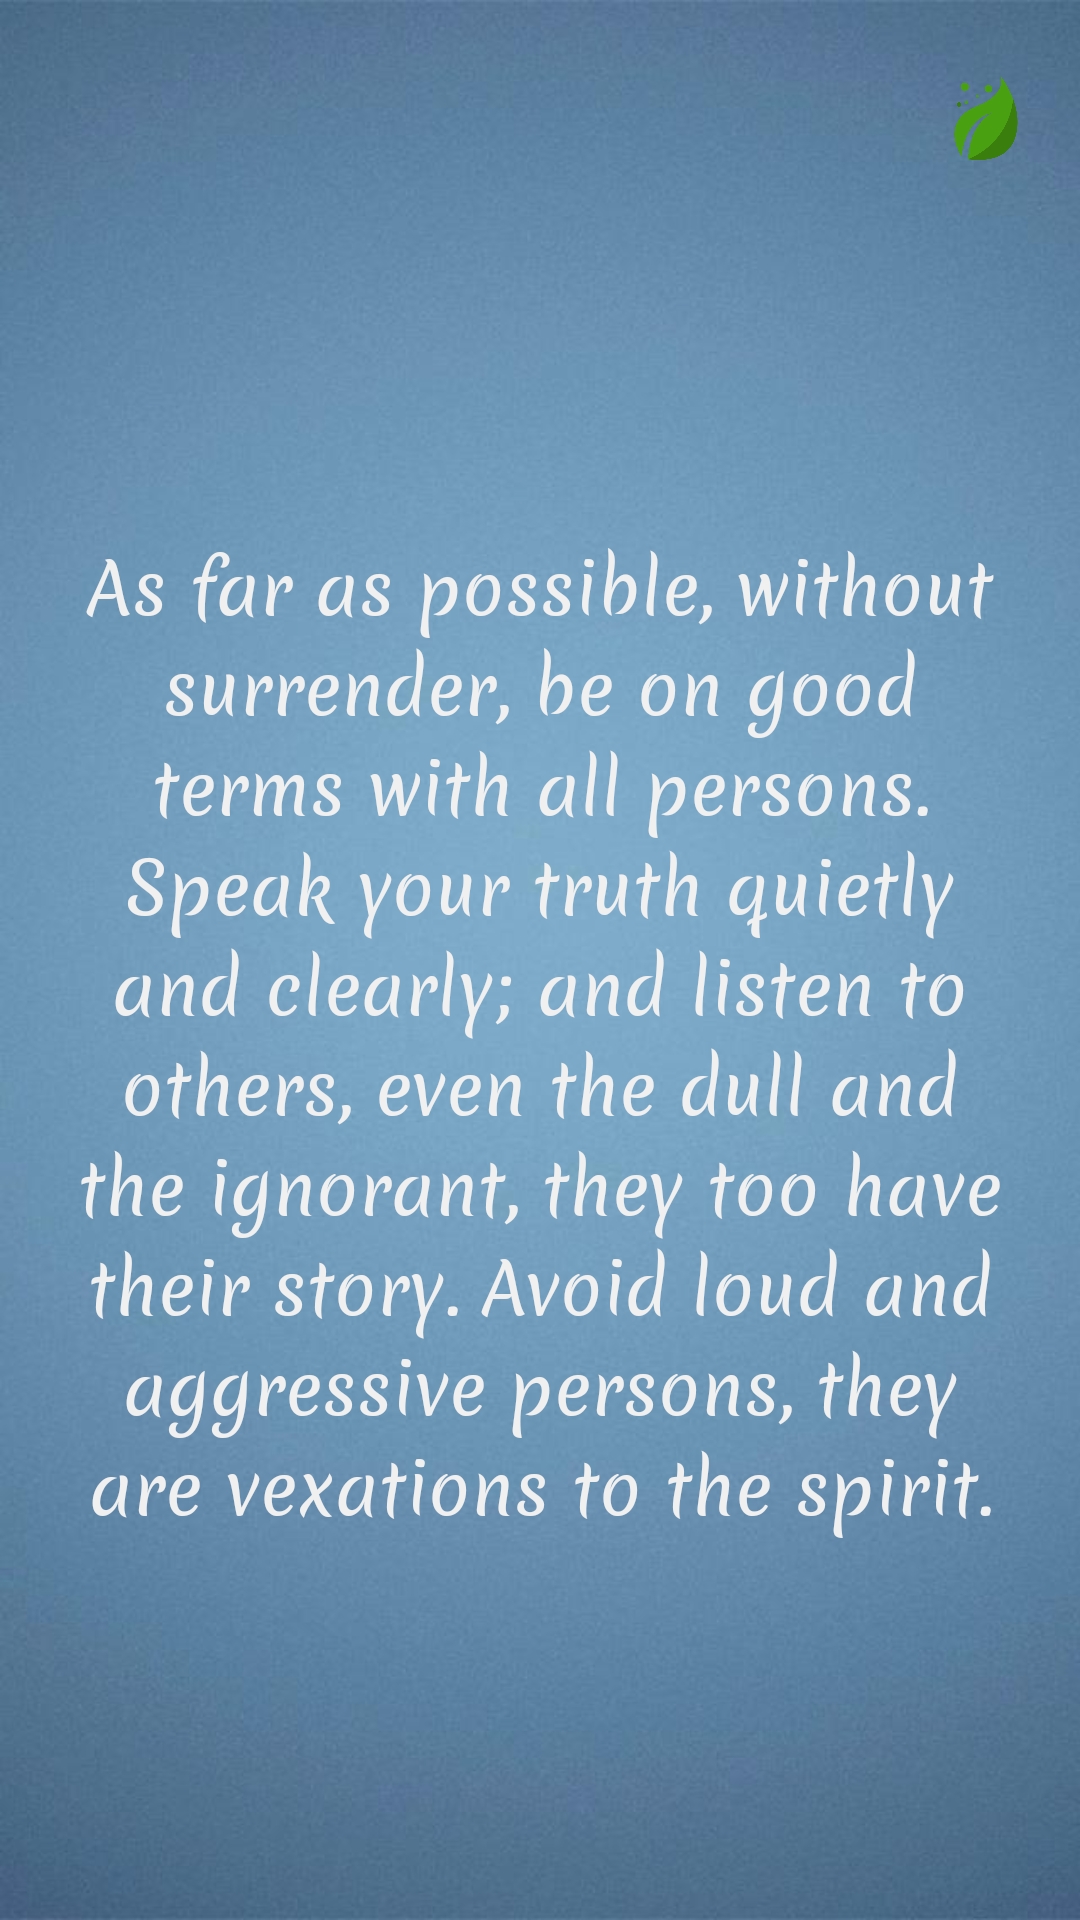 As far as possible, without
surrender, be on good
terms with all persons.
Speak your truth quietly
and clearly; and listen to
others, even the dull and
the ignorant, they too have
their story. Avoid loud and
aggressive persons, they
are vexations to the spirit.